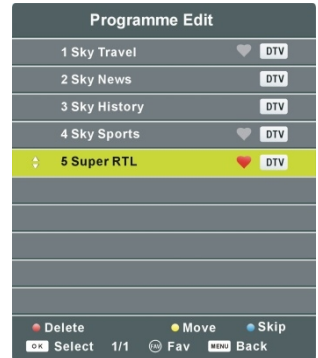 Programme Edit
1 Sky Travel DTV
2 Sky News DTV
3 Sky History DTV
4 Sky Sports DTV
5 Super RTL DTV
Delete Move Skip
OK Select 1/1 FAV Fav MENU Back